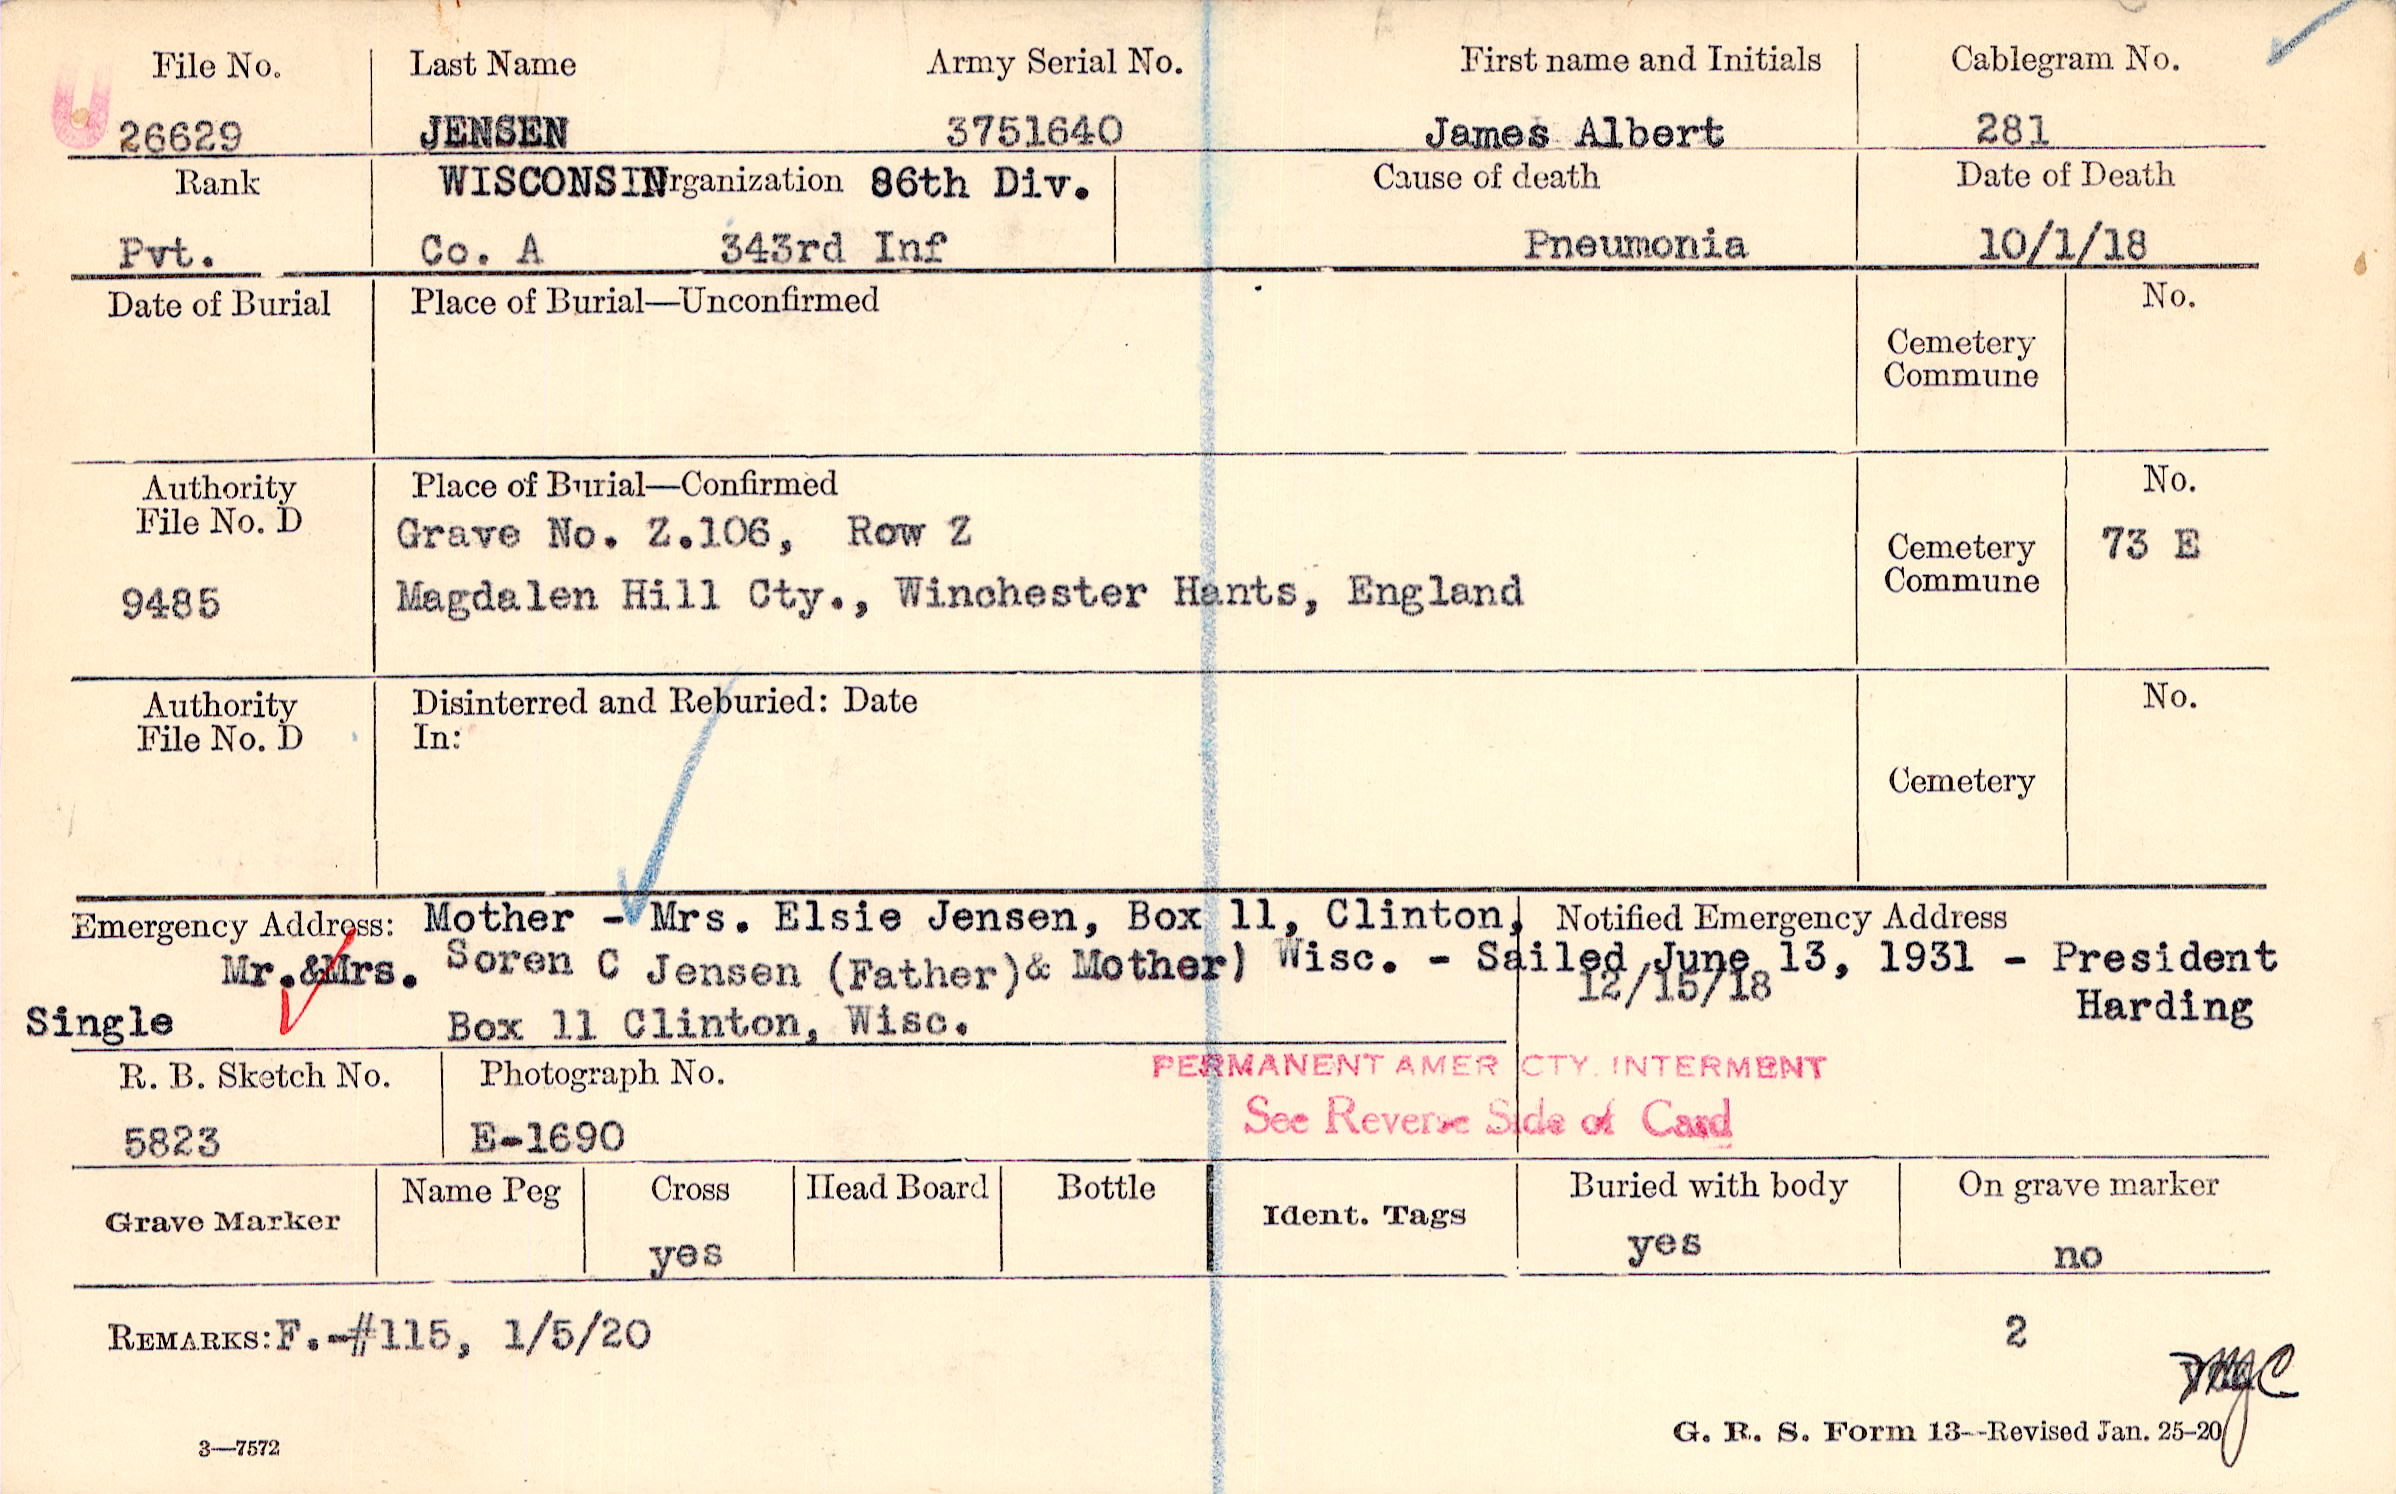 File No. Last Name Army Serial No. First name and Initials Cablegram No.
U 26629 JENSEN 3751640 James Albert 281
Rank WISCONSIN rganization 86th Div. Cause of death Date of Death
Pvt. Co. A 343rd Inf Pneumonia 10/1/18
Date of Burial Place of Burial—Unconfirmed No.
Cemetery
Commune
Authority Place of Burial—Confirmed No.
File No. D Grave No. Z.106, Row Z Cemetery 73 E
9485 Magdalen Hill Cty., Winchester Hants, England Commune
Authority Disinterred and Reburied: Date No.
File No. D In:
Cemetery
Emergency Address: Mother - Mrs. Elsie Jensen, Box 11, Clinton, Notified Emergency Address
Mr.&Mrs. Soren C Jensen (Father)& Mother) Wisc. - Sailed June 13, 1931 - President
12/15/18 Harding
Single Box 11 Clinton, Wisc.
R. B. Sketch No. Photograph No. PERMANENT AMER CTY. INTERMENT
5823 E-1690 See Reverse Side of Card
Grave Marker Name Peg Cross Head Board Bottle Ident. Tags Buried with body On grave marker
yes yes no
REMARKS: F.-#115, 1/5/20 2
3—7572 G. R. S. Form 13--Revised Jan. 25-20